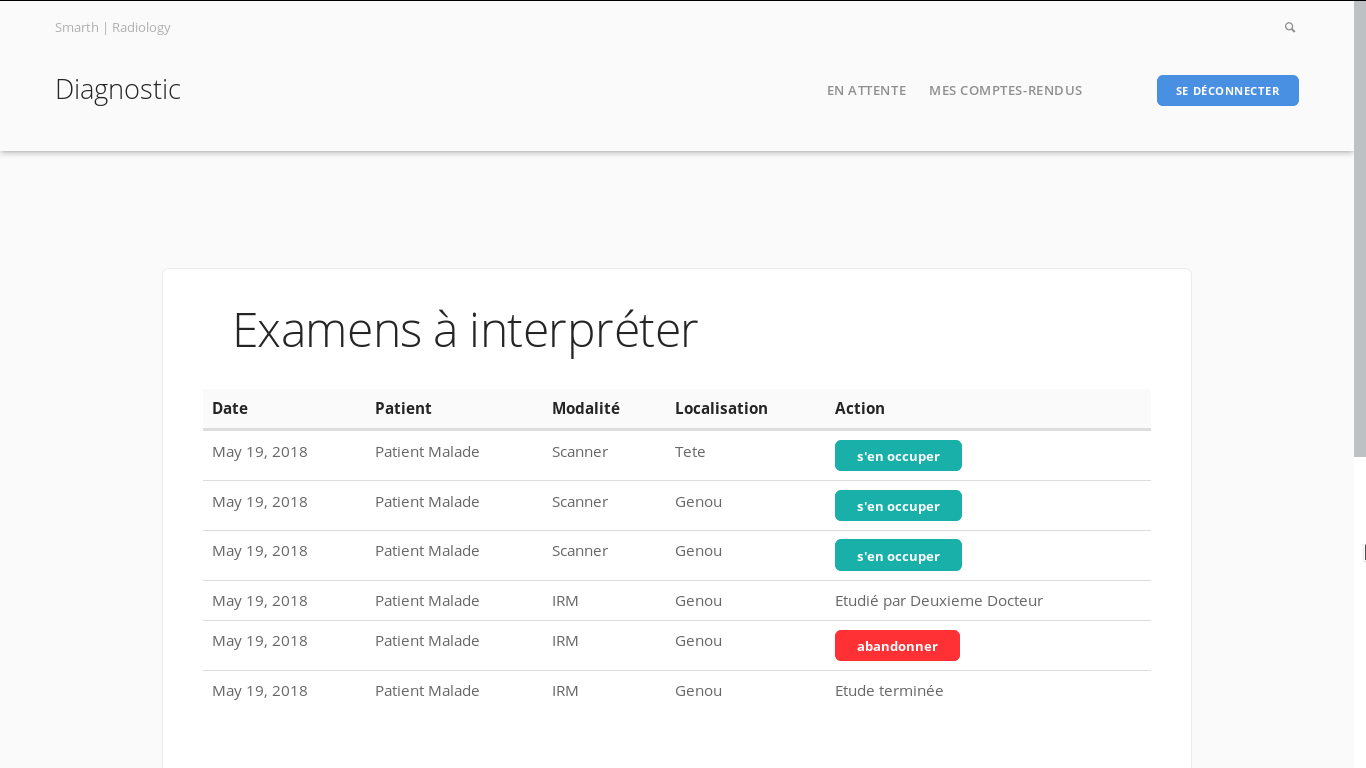 Smarth | Radiology
Diagnostic EN ATTENTE MES COMPTES-RENDUS SE DÉCONNECTER
Examens à interpréter
Date Patient Modalité Localisation Action
May 19, 2018 Patient Malade Scanner Tete s'en occuper
May 19, 2018 Patient Malade Scanner Genou s'en occuper
May 19, 2018 Patient Malade Scanner Genou s'en occuper
May 19, 2018 Patient Malade IRM Genou Etudié par Deuxieme Docteur
May 19, 2018 Patient Malade IRM Genou abandonner
May 19, 2018 Patient Malade IRM Genou Etude terminée